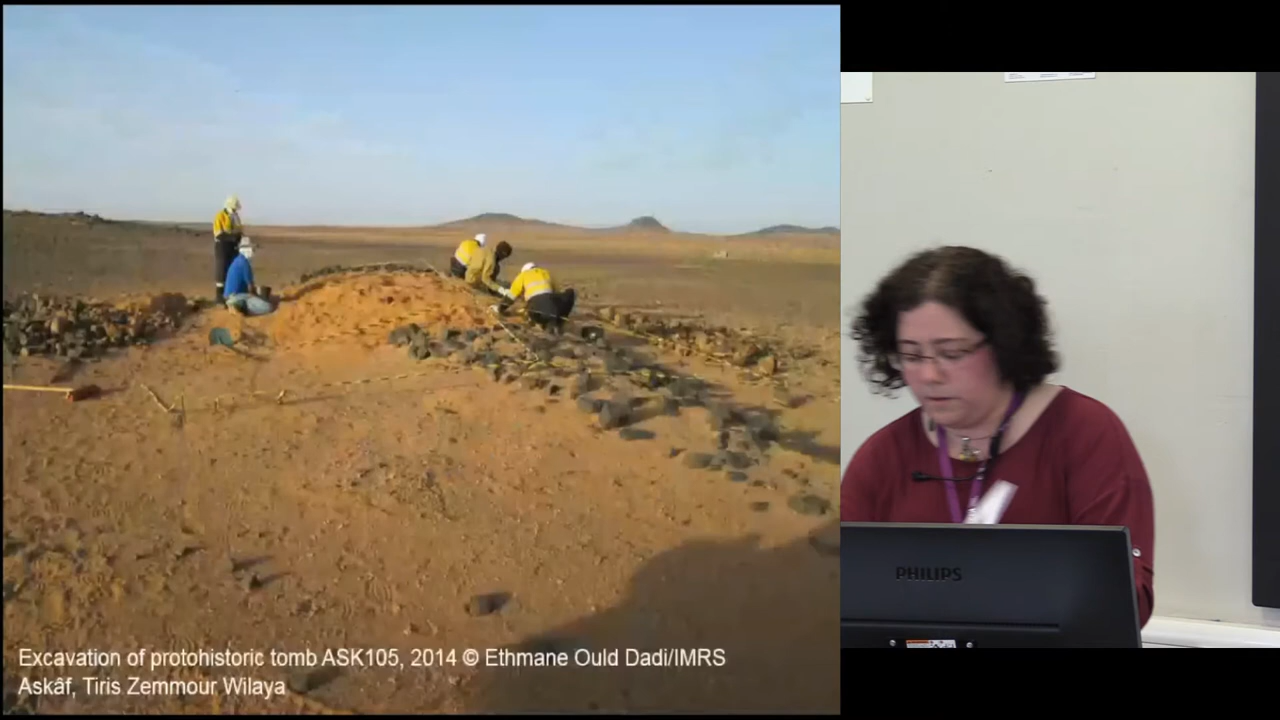 Excavation of protohistoric tomb ASK105, 2014 © Ethmane Ould Dadi/IMRS
Askâf, Tiris Zemmour Wilaya
PHILIPS